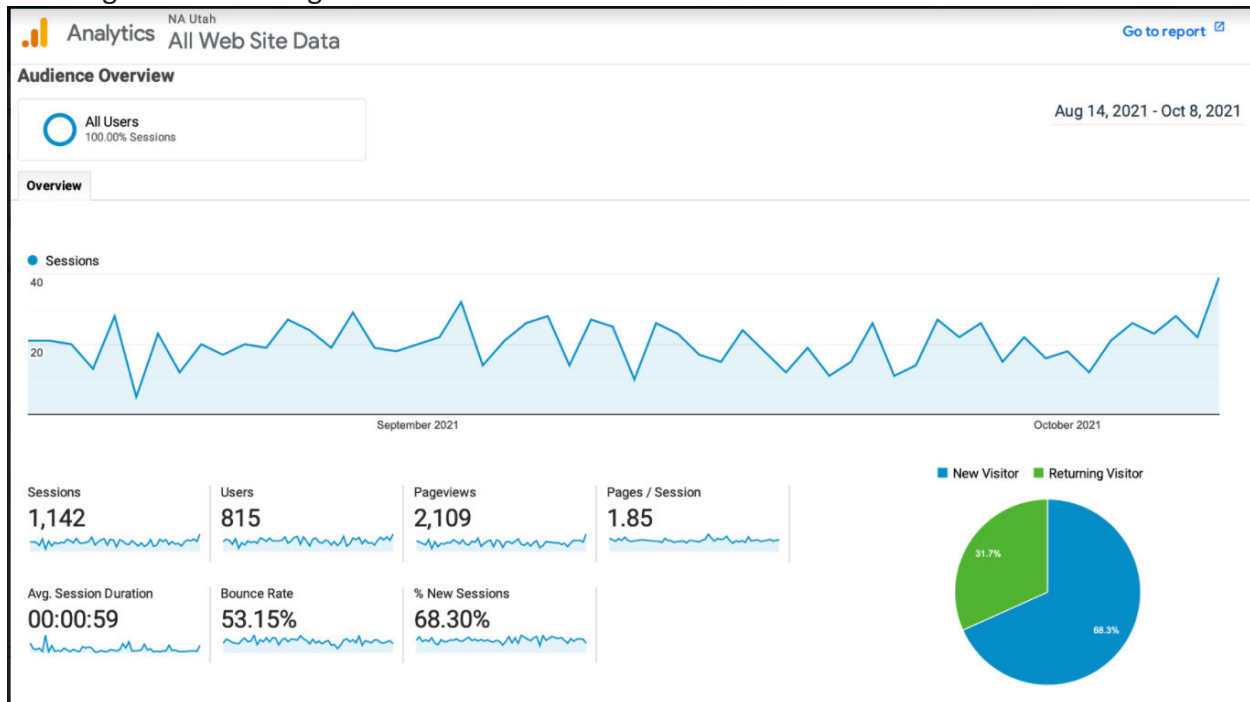 NA Utah
Analytics All Web Site Data
Go to report
Audience Overview
All Users
100.00% Sessions
Aug 14, 2021 - Oct 8, 2021
Overview
Sessions
40
20
September 2021
October 2021
Sessions
1,142
Users
815
Pageviews
2,109
Pages / Session
1.85
Avg. Session Duration
00:00:59
Bounce Rate
53.15%
% New Sessions
68.30%
New Visitor
Returning Visitor
31.7%
68.3%